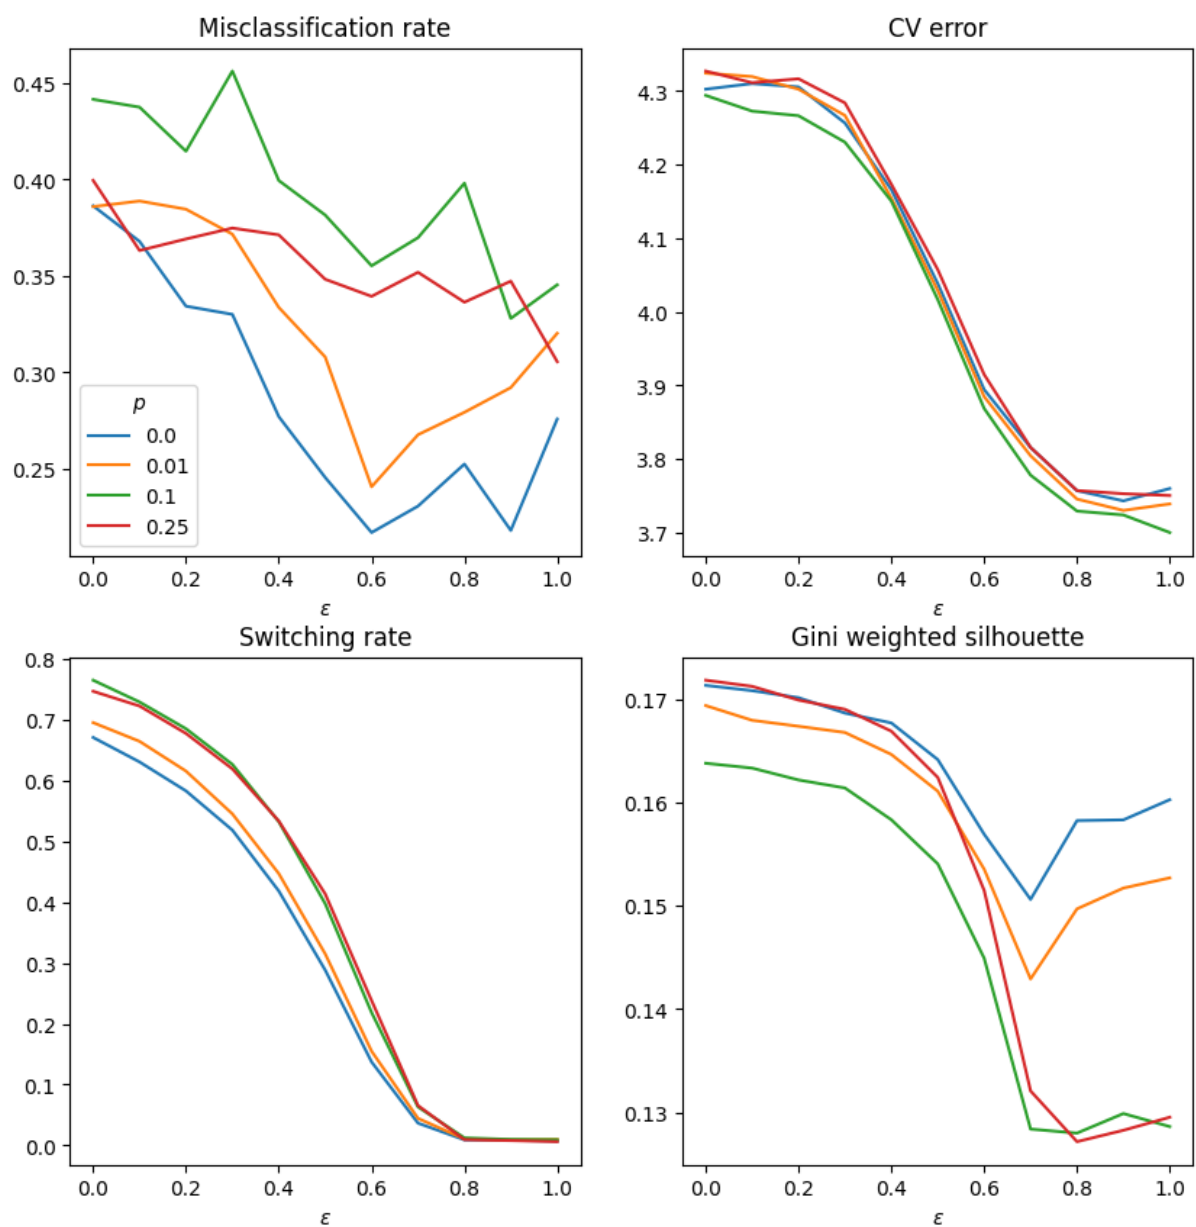 Misclassification rate
0.45
0.40
0.35
0.30
0.25
p
0.0
0.01
0.1
0.25
0.0 0.2 0.4 0.6 0.8 1.0
ε
CV error
4.3
4.2
4.1
4.0
3.9
3.8
3.7
0.0 0.2 0.4 0.6 0.8 1.0
ε
Switching rate
0.8
0.7
0.6
0.5
0.4
0.3
0.2
0.1
0.0
0.0 0.2 0.4 0.6 0.8 1.0
ε
Gini weighted silhouette
0.17
0.16
0.15
0.14
0.13
0.0 0.2 0.4 0.6 0.8 1.0
ε